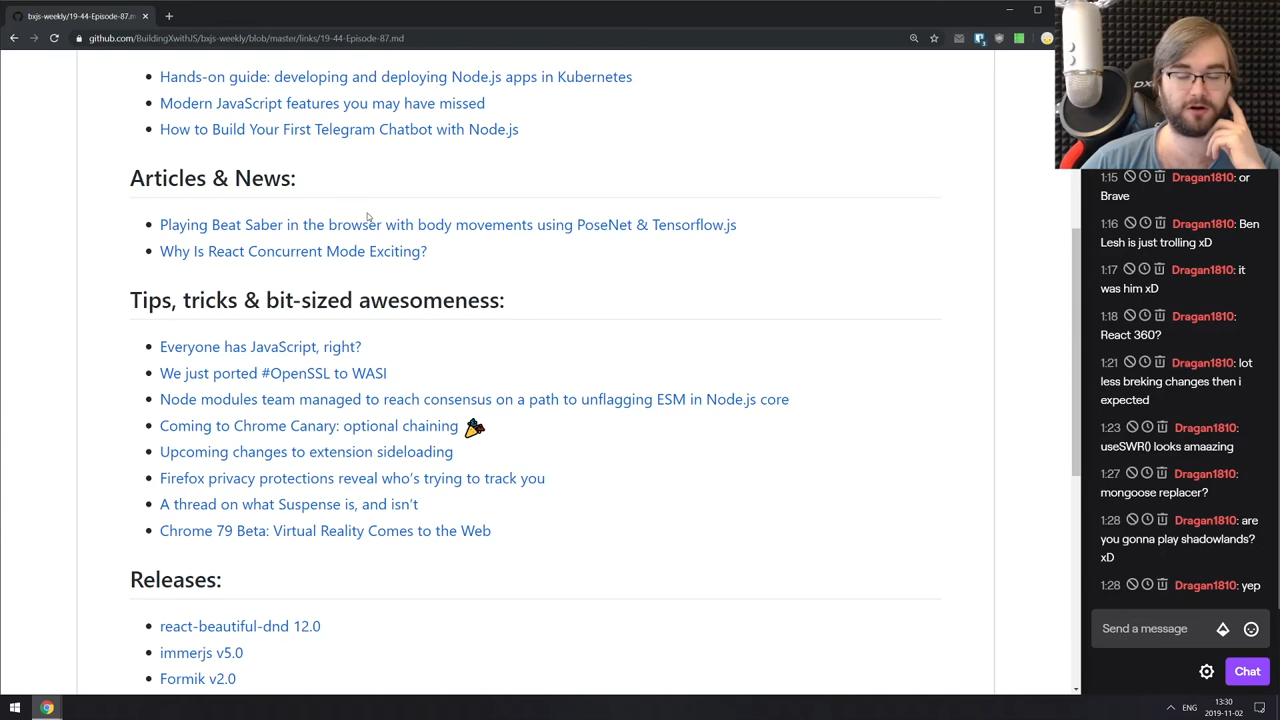 bxjs-weekly/19-44-Episode-87.m
github.com/BuildingXwithJS/bxjs-weekly/blob/master/links/19-44-Episode-87.md
Hands-on guide: developing and deploying Node.js apps in Kubernetes
Modern JavaScript features you may have missed
How to Build Your First Telegram Chatbot with Node.js
Articles & News:
Playing Beat Saber in the browser with body movements using PoseNet & Tensorflow.js
Why Is React Concurrent Mode Exciting?
Tips, tricks & bit-sized awesomeness:
Everyone has JavaScript, right?
We just ported #OpenSSL to WASI
Node modules team managed to reach consensus on a path to unflagging ESM in Node.js core
Coming to Chrome Canary: optional chaining
Upcoming changes to extension sideloading
Firefox privacy protections reveal who's trying to track you
A thread on what Suspense is, and isn't
Chrome 79 Beta: Virtual Reality Comes to the Web
Releases:
react-beautiful-dnd 12.0
immerjs v5.0
Formik v2.0
1:15 Dragan1810: or
Brave
1:16 Dragan1810: Ben
Lesh is just trolling xD
1:17 Dragan1810: it
was him xD
1:18 Dragan1810:
React 360?
1:21 Dragan1810: lot
less breking changes then i
expected
1:23 Dragan1810:
useSWR() looks amaazing
1:27 Dragan1810:
mongoose replacer?
1:28 Dragan1810: are
you gonna play shadowlands?
xD
1:28 Dragan1810: yep
Send a message
Chat
ENG
13:30
2019-11-02